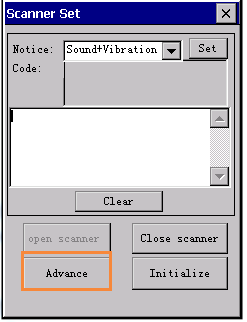 Scanner Set
Notice: Sound+Vibration Set
Code:
Clear
open scanner Close scanner
Advance Initialize